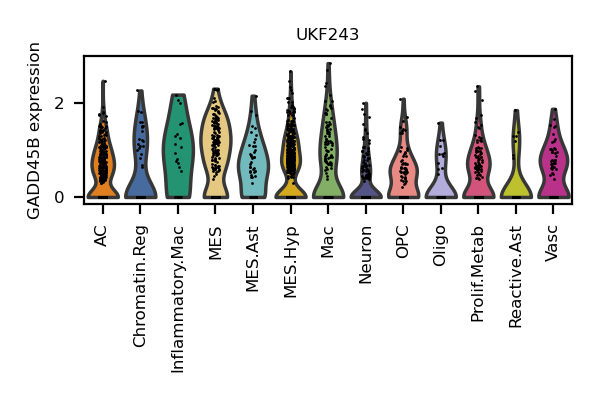 UKF243
GADD45B expression
2
0
AC
Chromatin.Reg
Inflammatory.Mac
MES
MES.Ast
MES.Hyp
Mac
Neuron
OPC
Oligo
Prolif.Metab
Reactive.Ast
Vasc